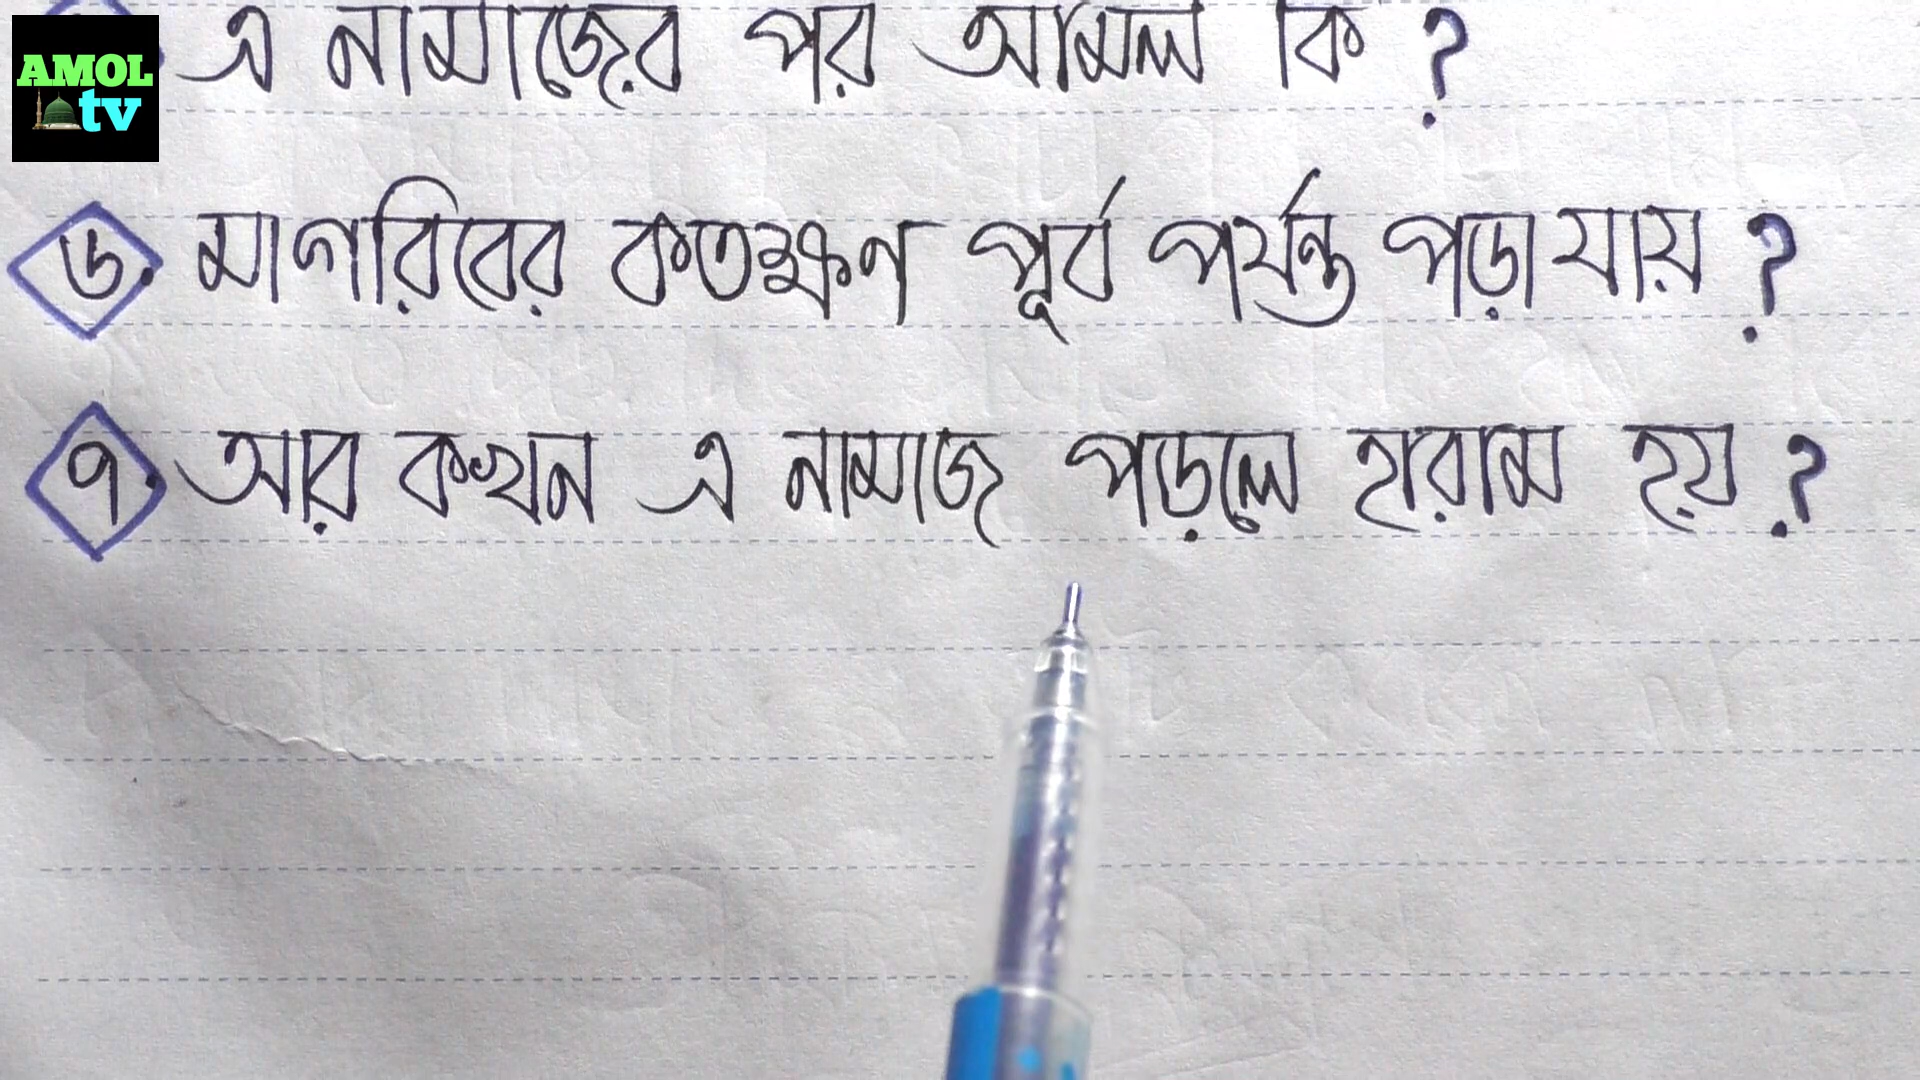 AMOL
tv
এ নামাজের পর আমল কি ?
৬. মাগরিবের কতক্ষণ পূর্ব পর্যন্ত পড়া যায় ?
৭. আর কখন এ নামাজ পড়লে হারাম হয় ?